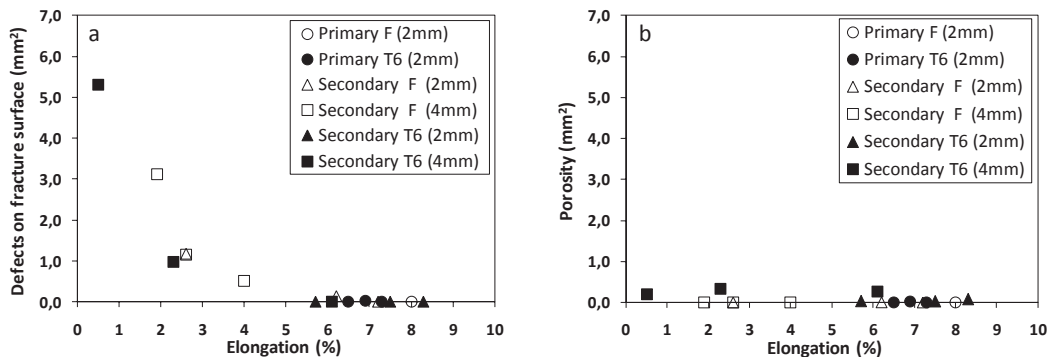 a
Defects on fracture surface (mm²)
7,0
6,0
5,0
4,0
3,0
2,0
1,0
0,0
0 1 2 3 4 5 6 7 8 9 10
Elongation (%)
Primary F (2mm)
Primary T6 (2mm)
Secondary F (2mm)
Secondary F (4mm)
Secondary T6 (2mm)
Secondary T6 (4mm)
b
Porosity (mm²)
7,0
6,0
5,0
4,0
3,0
2,0
1,0
0,0
0 1 2 3 4 5 6 7 8 9 10
Elongation (%)
Primary F (2mm)
Primary T6 (2mm)
Secondary F (2mm)
Secondary F (4mm)
Secondary T6 (2mm)
Secondary T6 (4mm)